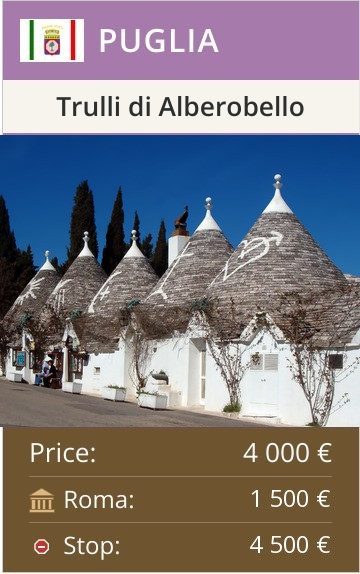 PUGLIA
Trulli di Alberobello
Price: 4 000 €
Roma: 1 500 €
Stop: 4 500 €